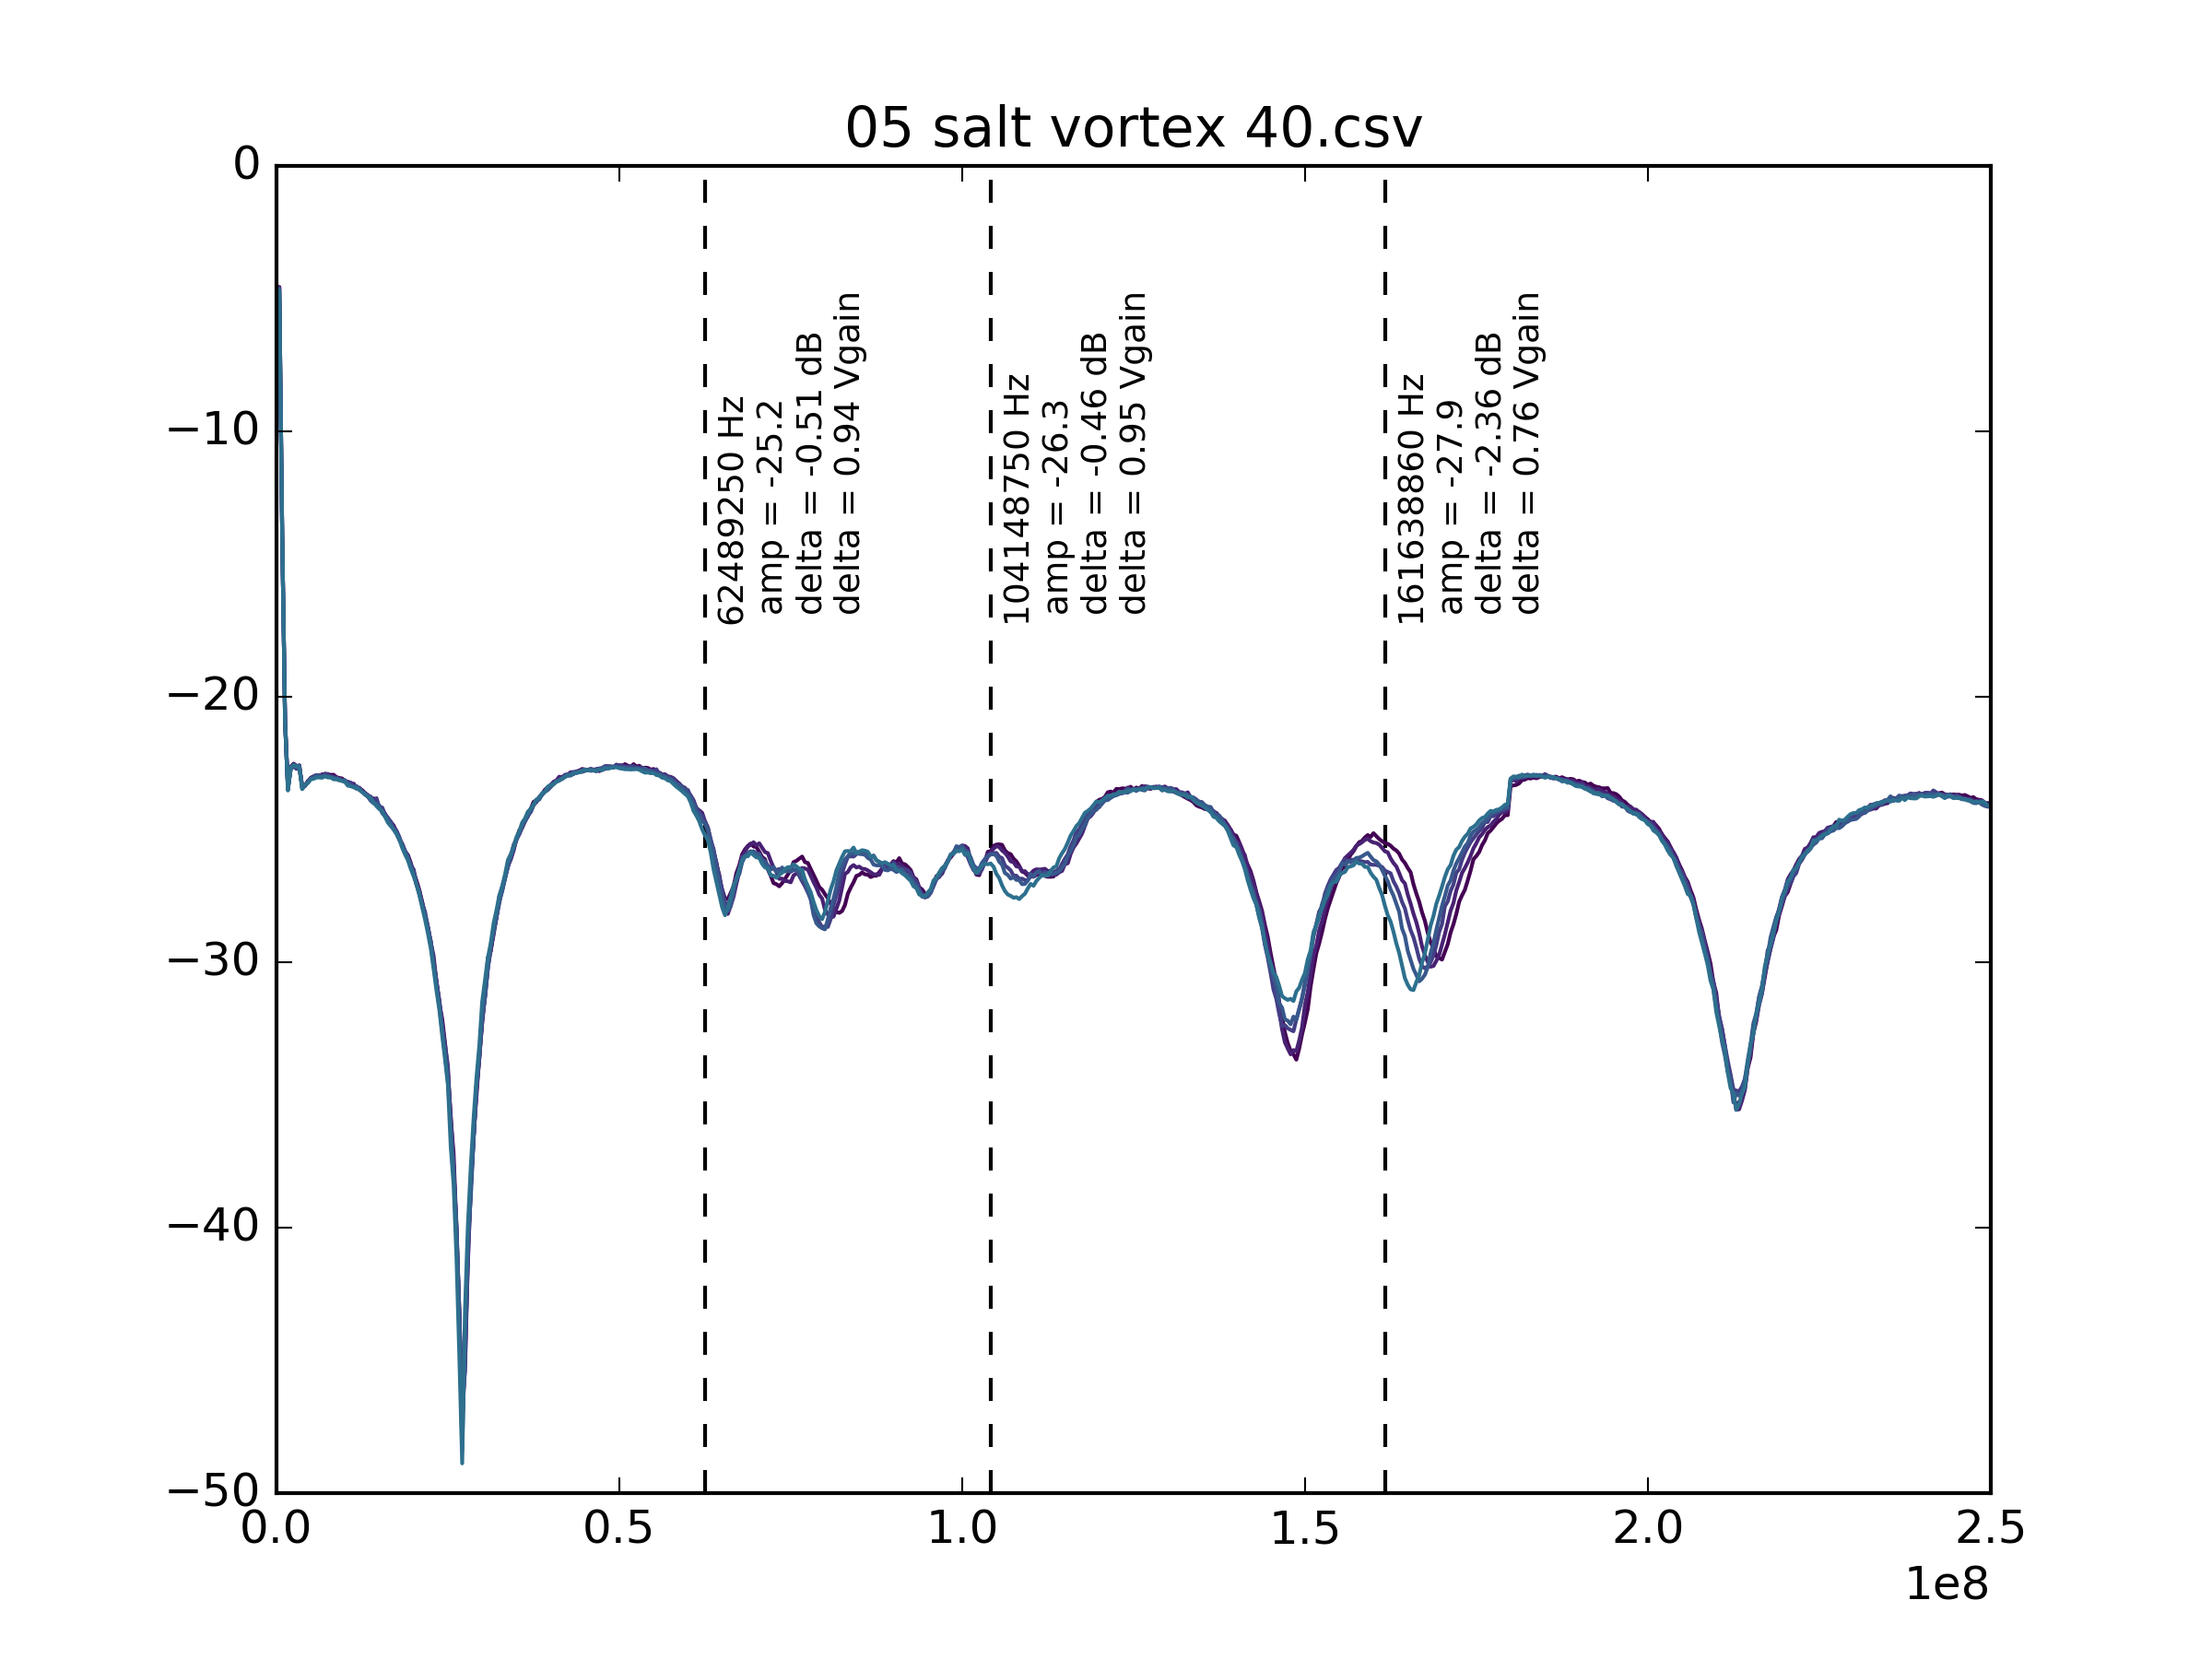 05 salt vortex 40.csv
0
−10
−20
−30
−40
−50
62489250 Hz
amp = -25.2
delta = -0.51 dB
delta = 0.94 Vgain
104148750 Hz
amp = -26.3
delta = -0.46 dB
delta = 0.95 Vgain
161638860 Hz
amp = -27.9
delta = -2.36 dB
delta = 0.76 Vgain
0.0 0.5 1.0 1.5 2.0 2.5
1e8